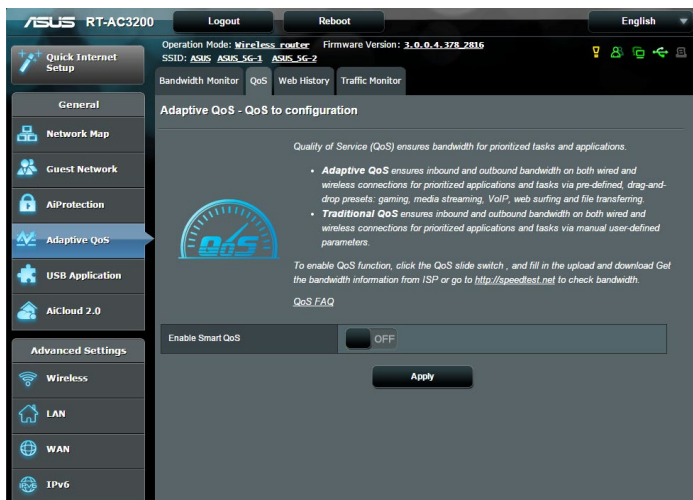 ASUS RT-AC3200 Logout Reboot English
Quick Internet Setup
Operation Mode: Wireless router Firmware Version: 3.0.0.4.378_2816
SSID: ASUS ASUS_5G-1 ASUS_5G-2
Bandwidth Monitor QoS Web History Traffic Monitor
General
Network Map
Guest Network
AiProtection
Adaptive QoS
USB Application
AiCloud 2.0
Advanced Settings
Wireless
LAN
WAN
IPv6
Adaptive QoS - QoS to configuration
QoS
Quality of Service (QoS) ensures bandwidth for prioritized tasks and applications.
• Adaptive QoS ensures inbound and outbound bandwidth on both wired and
wireless connections for prioritized applications and tasks via pre-defined, drag-and-
drop presets: gaming, media streaming, VoIP, web surfing and file transferring.
• Traditional QoS ensures inbound and outbound bandwidth on both wired and
wireless connections for prioritized applications and tasks via manual user-defined
parameters.
To enable QoS function, click the QoS slide switch , and fill in the upload and download Get
the bandwidth information from ISP or go to http://speedtest.net to check bandwidth.
QoS FAQ
Enable Smart QoS OFF
Apply